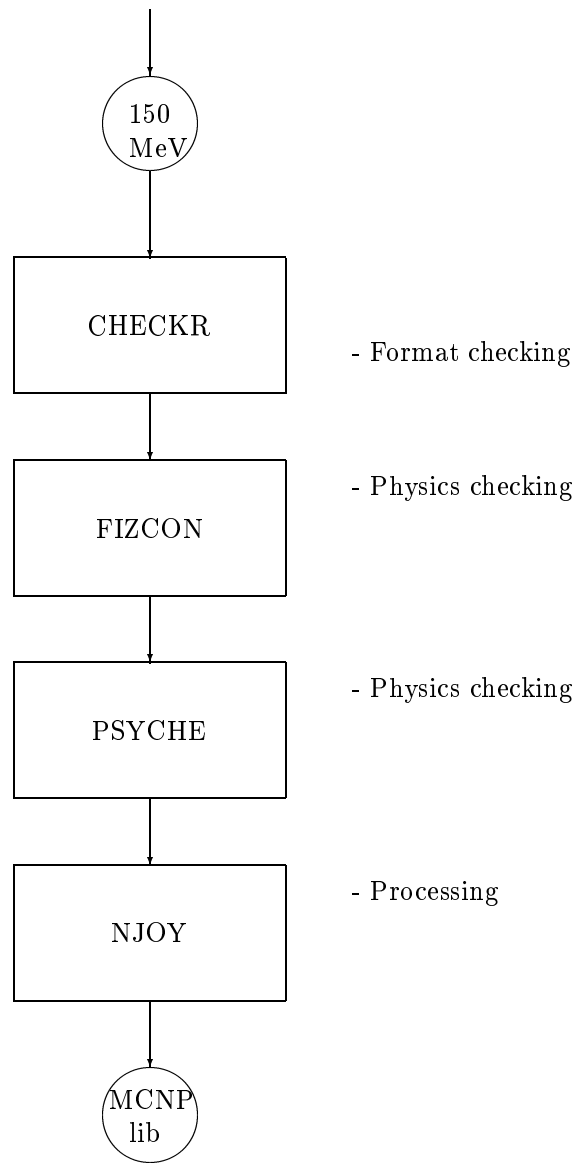 150
MeV
CHECKR
- Format checking
- Physics checking
FIZCON
- Physics checking
PSYCHE
- Processing
NJOY
MCNP
lib